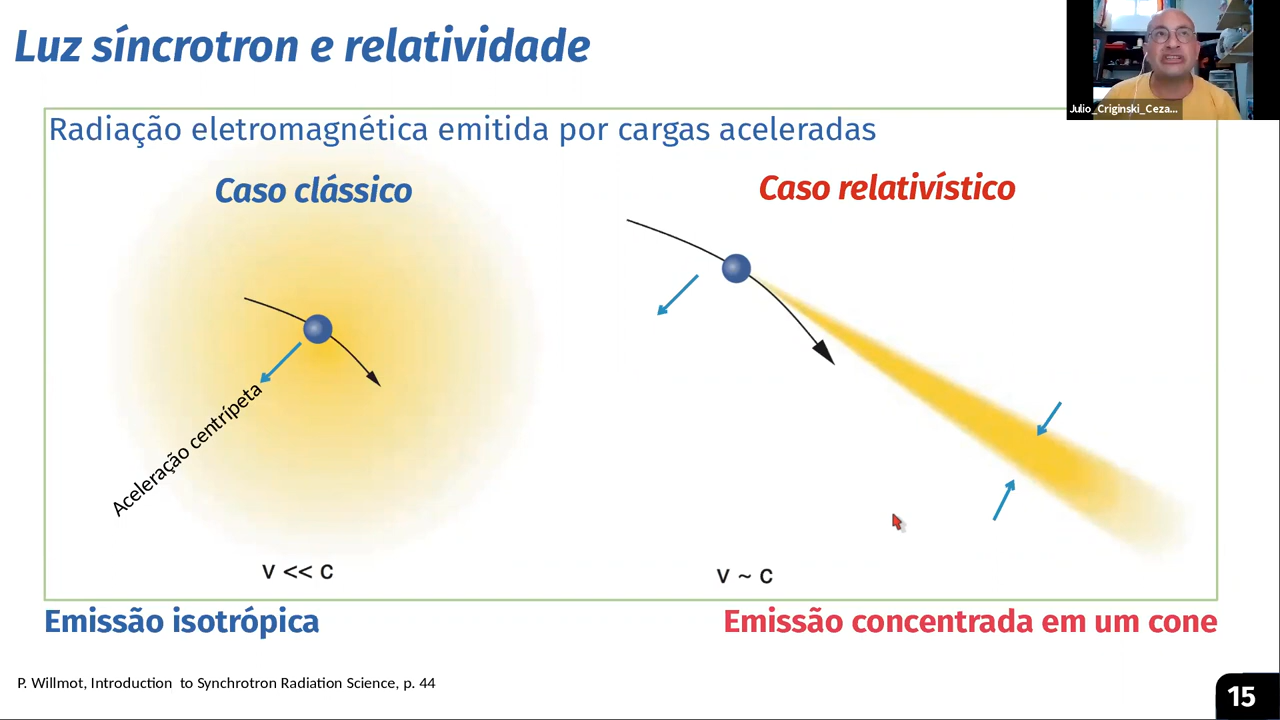 Luz síncrotron e relatividade
Julio_Criginski_Ceza...
Radiação eletromagnética emitida por cargas aceleradas
Caso clássico
Caso relativístico
Aceleração centrípeta
v << c
v ~ c
Emissão isotrópica
Emissão concentrada em um cone
P. Willmot, Introduction to Synchrotron Radiation Science, p. 44
15